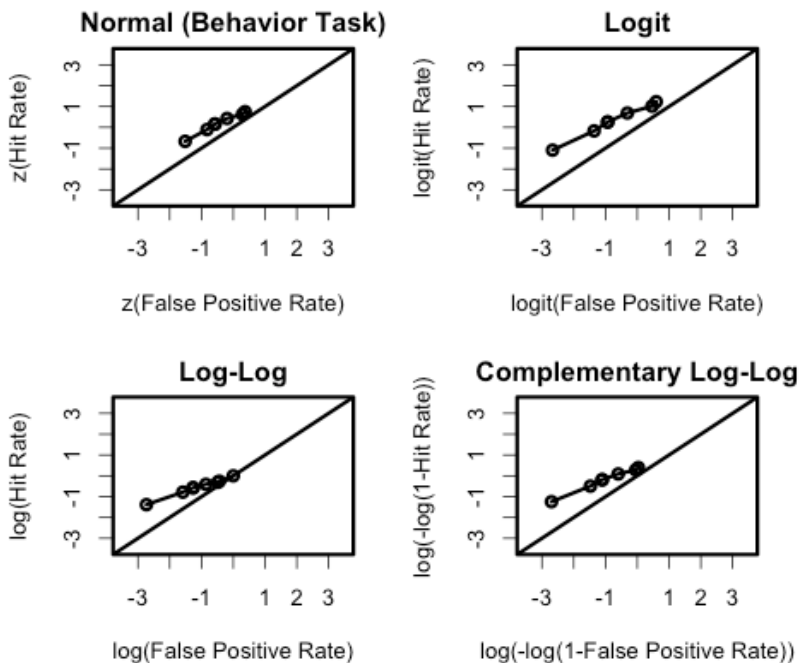 Normal (Behavior Task)
z(Hit Rate)
3
1
-1
-3
-3 -1 1 2 3
z(False Positive Rate)
Logit
logit(Hit Rate)
3
1
-1
-3
-3 -1 1 2 3
logit(False Positive Rate)
Log-Log
log(Hit Rate)
3
1
-1
-3
-3 -1 1 2 3
log(False Positive Rate)
Complementary Log-Log
log(-log(1-Hit Rate))
3
1
-1
-3
-3 -1 1 2 3
log(-log(1-False Positive Rate))